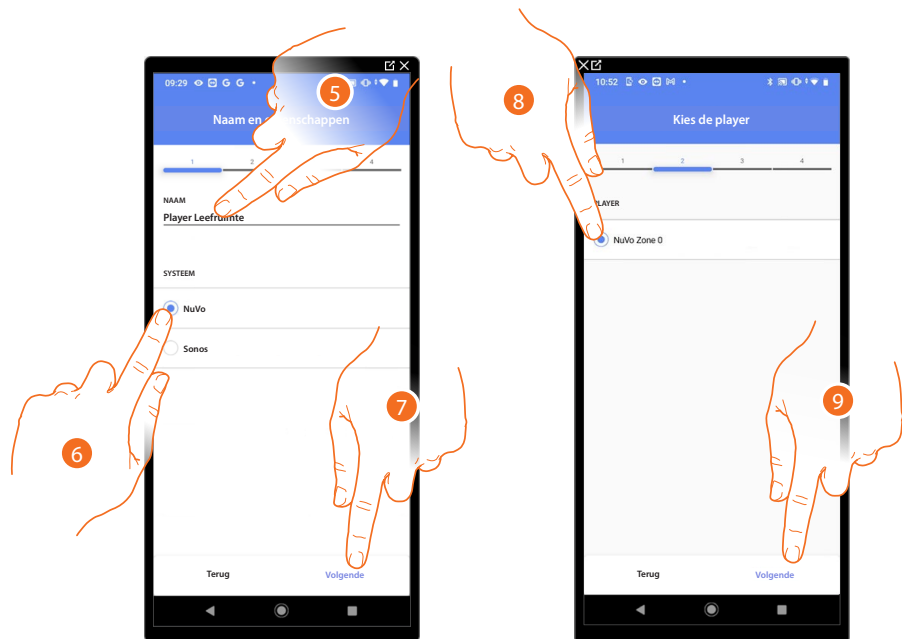 5
8
09:29 G G
Naam en eigenschappen
1 2 4
NAAM
Player Leefruimte
SYSTEEM
NuVo
Sonos
6
7
Terug Volgende
10:52
Kies de player
1 2 3 4
PLAYER
NuVo Zone 0
9
Terug Volgende